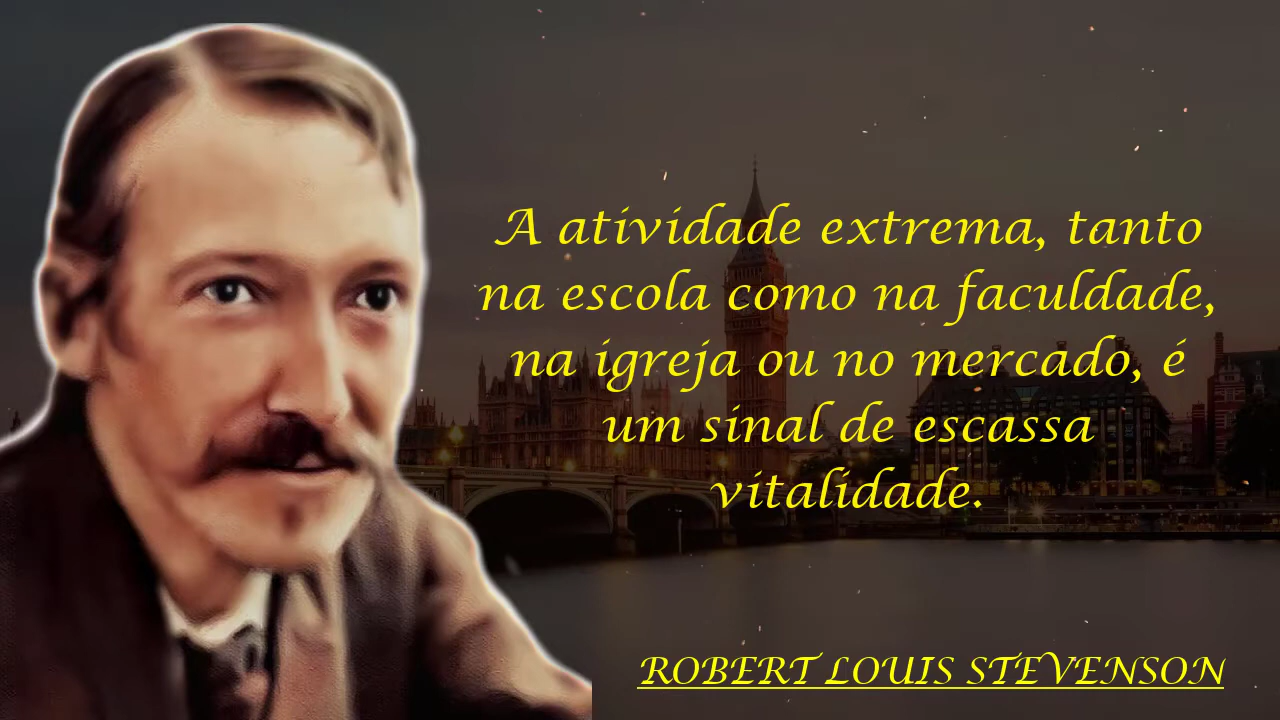 A atividade extrema, tanto
na escola como na faculdade,
na igreja ou no mercado, é
um sinal de escassa
vitalidade.
ROBERT LOUIS STEVENSON